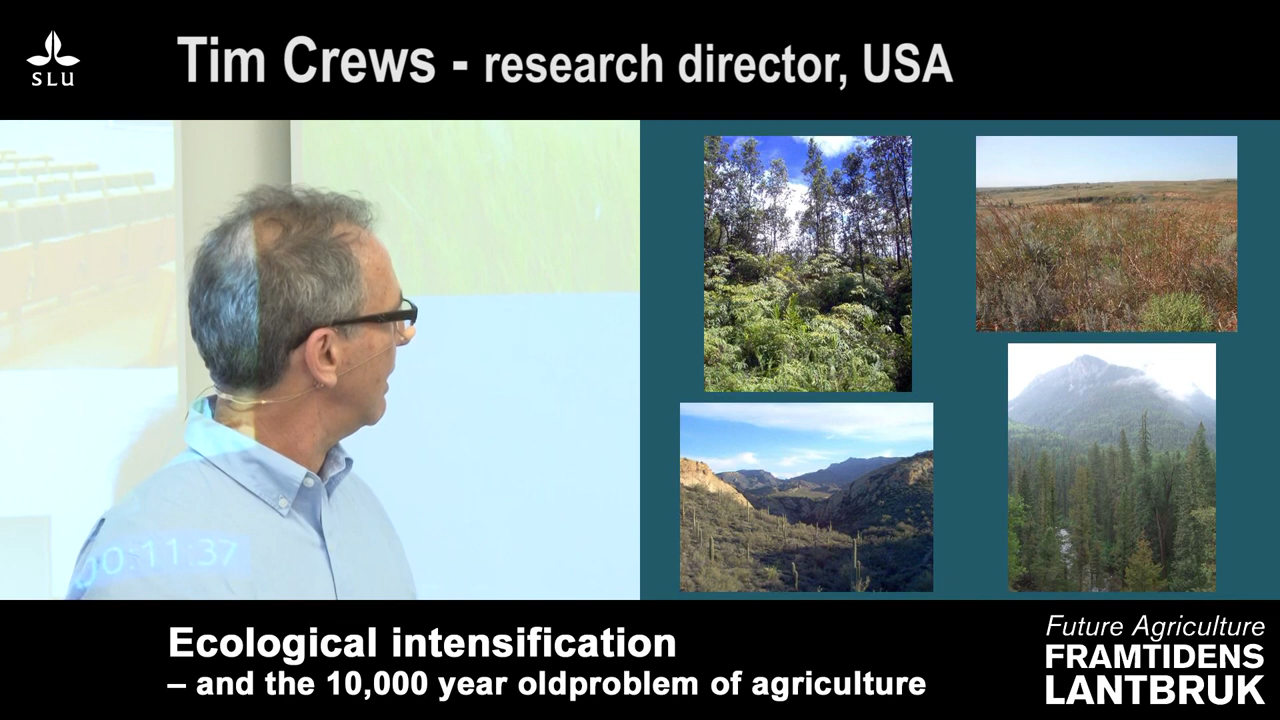 SLU
Tim Crews - research director, USA
00:11:37
Ecological intensification
– and the 10,000 year oldproblem of agriculture
Future Agriculture
FRAMTIDENS
LANTBRUK